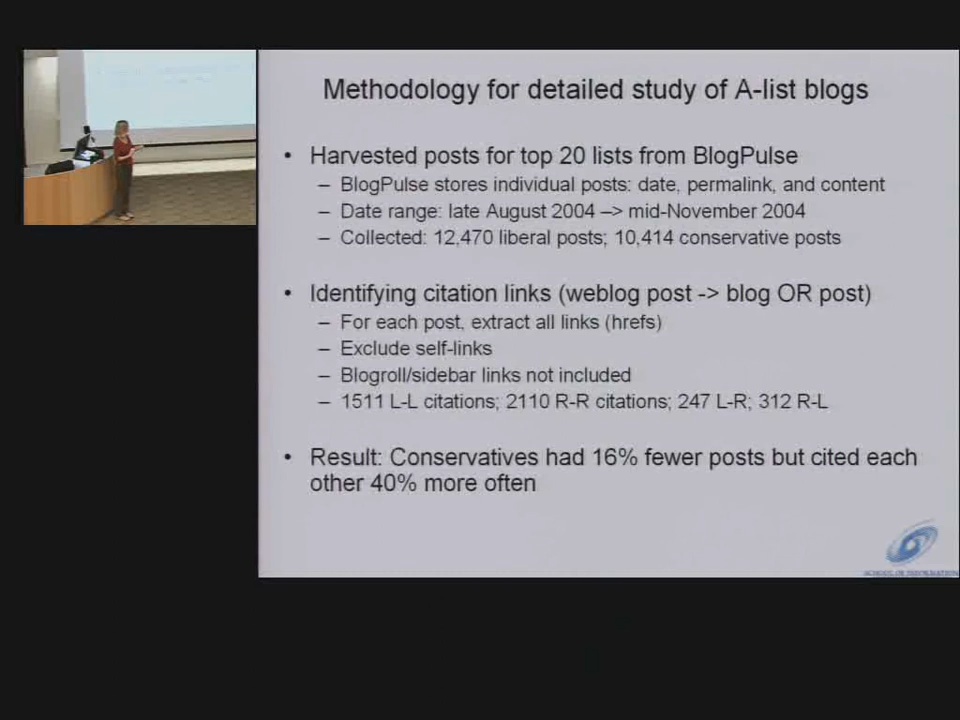 Methodology for detailed study of A-list blogs
• Harvested posts for top 20 lists from BlogPulse
– BlogPulse stores individual posts: date, permalink, and content
– Date range: late August 2004 –> mid-November 2004
– Collected: 12,470 liberal posts; 10,414 conservative posts
• Identifying citation links (weblog post -> blog OR post)
– For each post, extract all links (hrefs)
– Exclude self-links
– Blogroll/sidebar links not included
– 1511 L-L citations; 2110 R-R citations; 247 L-R; 312 R-L
• Result: Conservatives had 16% fewer posts but cited each
other 40% more often
SCHOOL OF INFORMATION